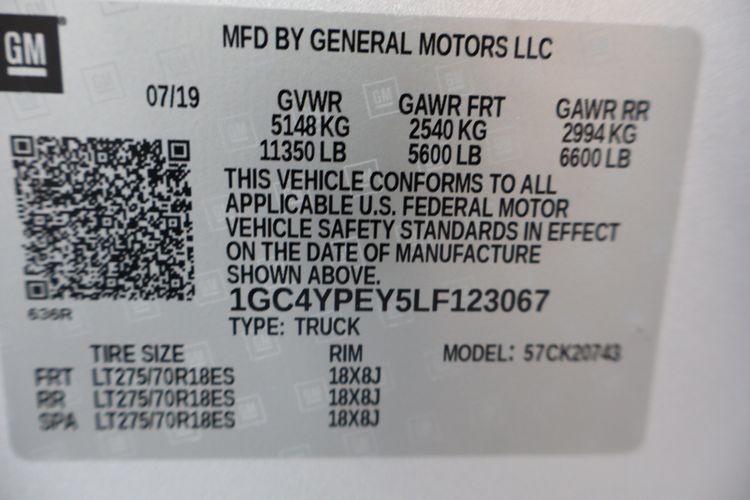 GM
MFD BY GENERAL MOTORS LLC
07/19
GVWR GAWR FRT GAWR RR
5148 KG 2540 KG 2994 KG
11350 LB 5600 LB 6600 LB
THIS VEHICLE CONFORMS TO ALL
APPLICABLE U.S. FEDERAL MOTOR
VEHICLE SAFETY STANDARDS IN EFFECT
ON THE DATE OF MANUFACTURE
SHOWN ABOVE.
1GC4YPEY5LF123067
636R
TYPE: TRUCK
TIRE SIZE RIM MODEL: 57CK20743
FRT LT275/70R18ES 18X8J
RR LT275/70R18ES 18X8J
SPA LT275/70R18ES 18X8J